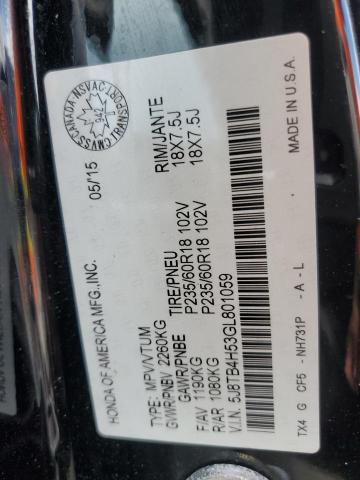 HONDA OF AMERICA MFG.,INC. 05/15
CANADA NSVAC TRANSPORT CMVSS
942
TYPE: MPV/VTUM
GVWR/PNBV 2260KG
GAWR/PNBE TIRE/PNEU RIM/JANTE
F/AV 1190KG P235/60R18 102V 18X7.5J
R/AR 1080KG P235/60R18 102V 18X7.5J
V.I.N. 5J8TB4H53GL801059
TX4 G CF5 - NH731P - A - L MADE IN U.S.A.